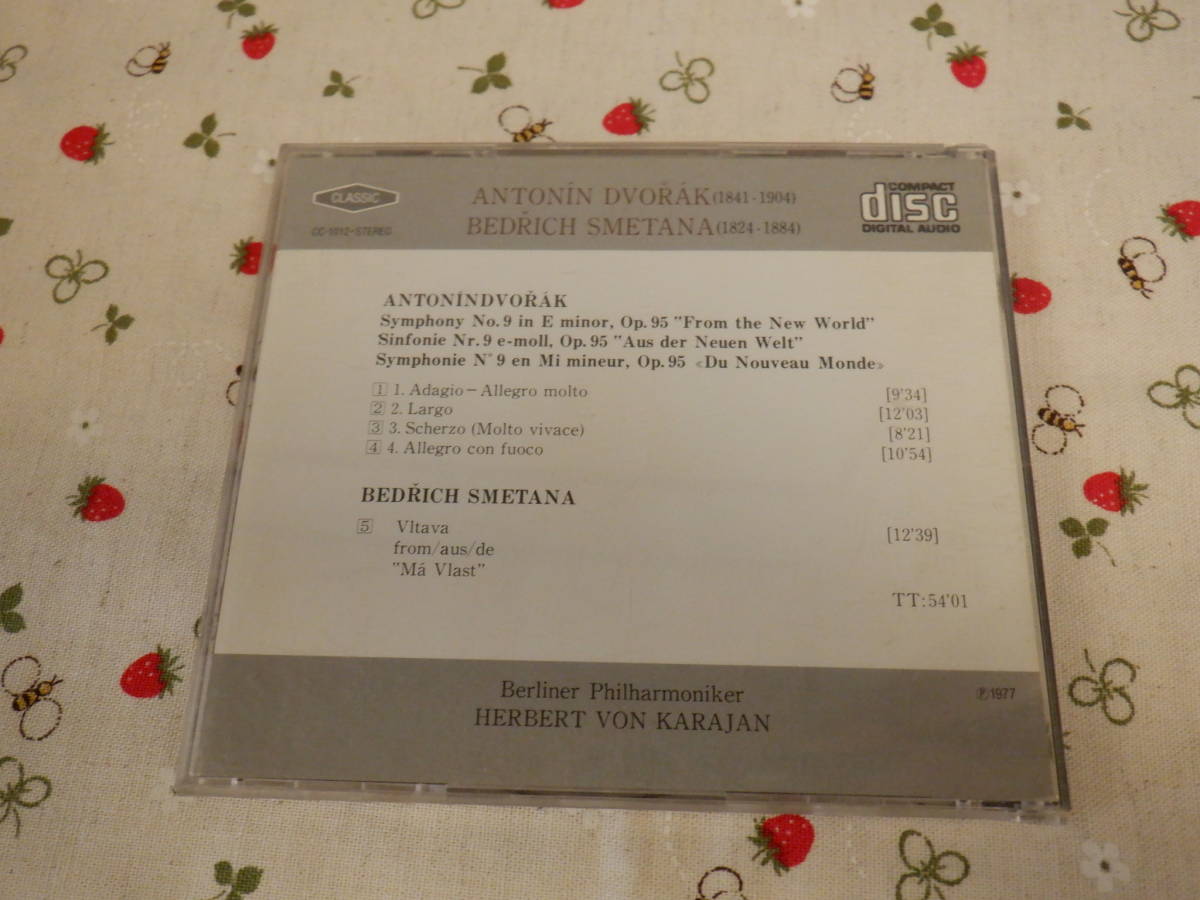 CLASSIC
CC-1012-STEREO
ANTONÍN DVOŘÁK(1841-1904)
BEDŘICH SMETANA(1824-1884)
COMPACT
disc
DIGITAL AUDIO
ANTONÍNDVOŘÁK
Symphony No. 9 in E minor, Op. 95 "From the New World"
Sinfonie Nr. 9 e-moll, Op. 95 "Aus der Neuen Welt"
Symphonie N° 9 en Mi mineur, Op. 95 «Du Nouveau Monde»
1 1. Adagio–Allegro molto [9'34]
2 2. Largo [12'03]
3 3. Scherzo (Molto vivace) [8'21]
4 4. Allegro con fuoco [10'54]
BEDŘICH SMETANA
5 Vltava [12'39]
from/aus/de
"Má Vlast"
TT:54'01
Berliner Philharmoniker
HERBERT VON KARAJAN
℗1977